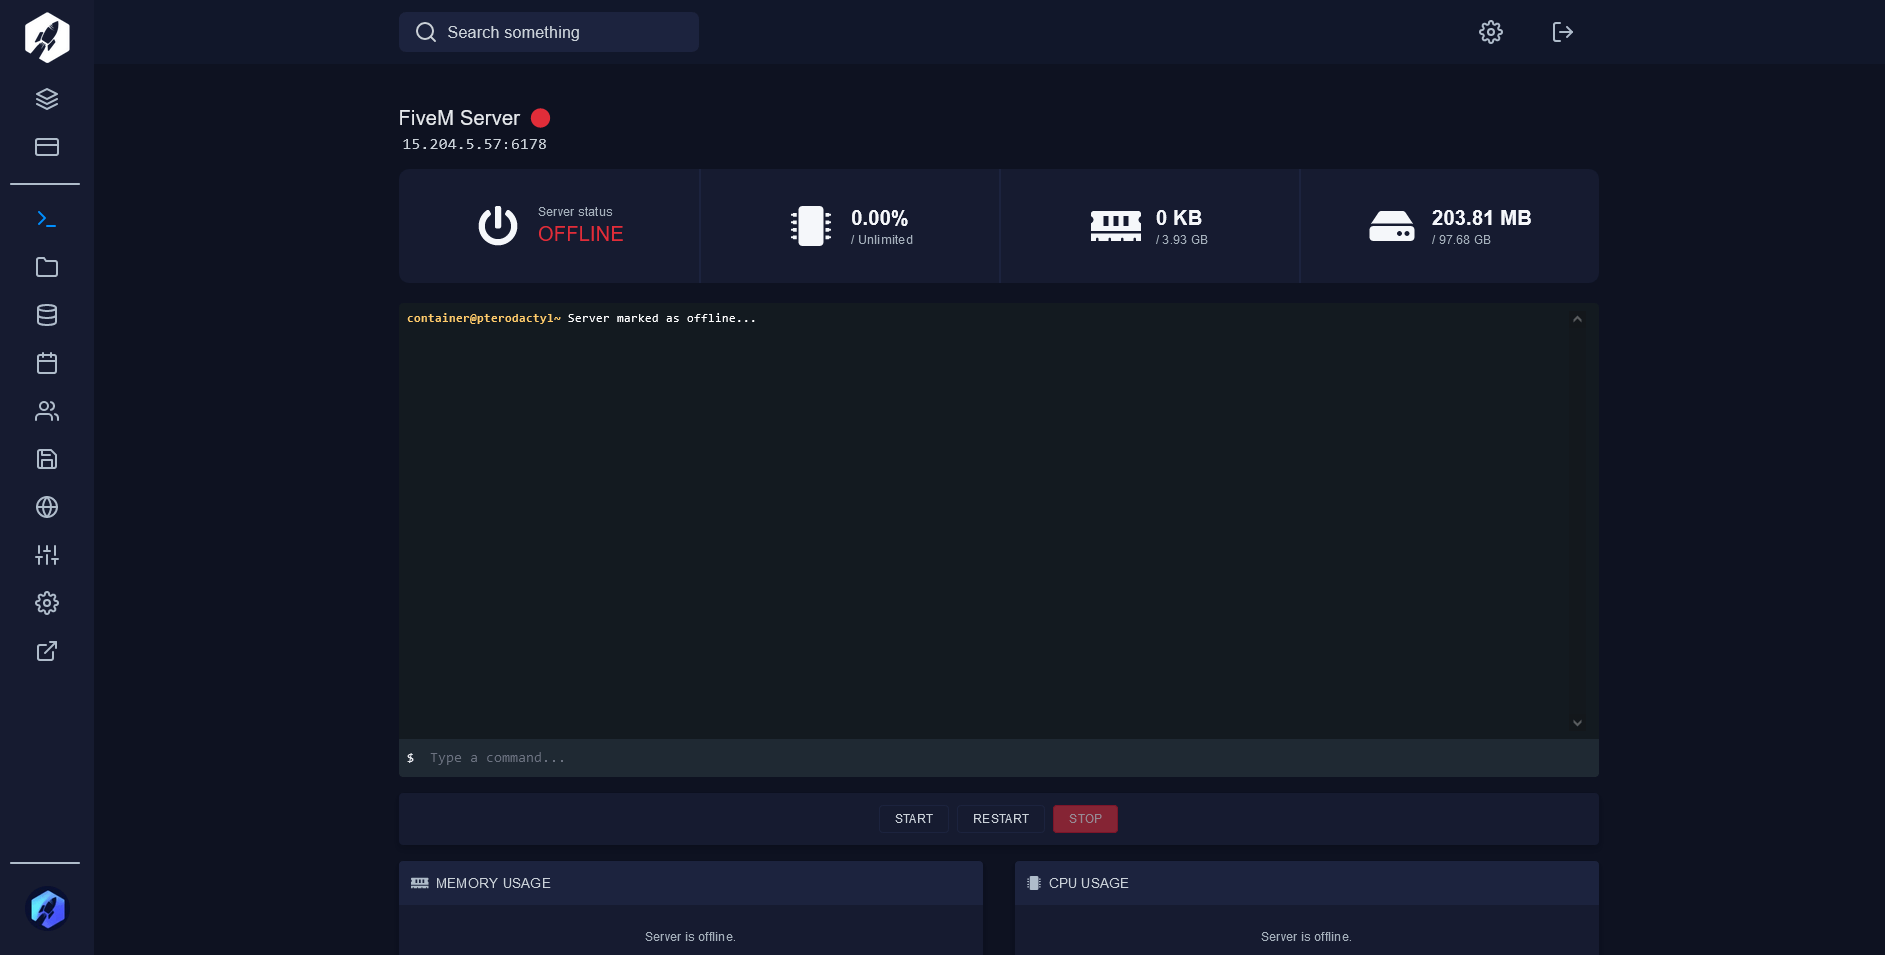 Search something
FiveM Server
15.204.5.57:6178
Server status
OFFLINE
0.00%
/ Unlimited
0 KB
/ 3.93 GB
203.81 MB
/ 97.68 GB
container@pterodactyl~ Server marked as offline...
$ Type a command...
START RESTART STOP
MEMORY USAGE
Server is offline.
CPU USAGE
Server is offline.